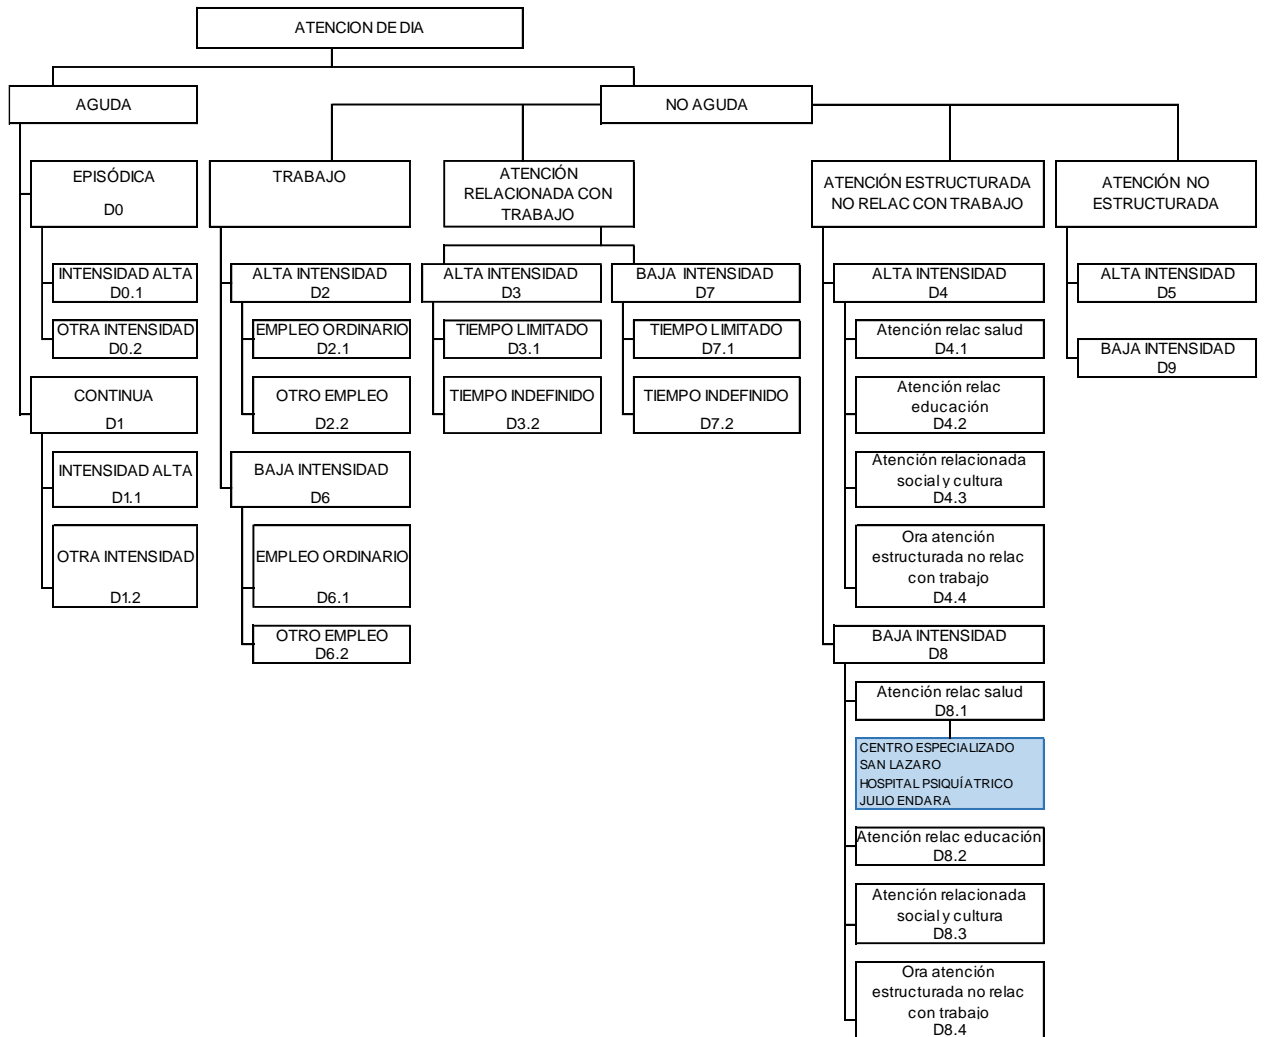 ATENCION DE DIA
AGUDA
NO AGUDA
EPISÓDICA
D0
INTENSIDAD ALTA
D0.1
OTRA INTENSIDAD
D0.2
CONTINUA
D1
INTENSIDAD ALTA
D1.1
OTRA INTENSIDAD
D1.2
TRABAJO
ALTA INTENSIDAD
D2
EMPLEO ORDINARIO
D2.1
OTRO EMPLEO
D2.2
BAJA INTENSIDAD
D6
EMPLEO ORDINARIO
D6.1
OTRO EMPLEO
D6.2
ATENCIÓN
RELACIONADA CON
TRABAJO
ALTA INTENSIDAD
D3
TIEMPO LIMITADO
D3.1
TIEMPO INDEFINIDO
D3.2
BAJA INTENSIDAD
D7
TIEMPO LIMITADO
D7.1
TIEMPO INDEFINIDO
D7.2
ATENCIÓN ESTRUCTURADA
NO RELAC CON TRABAJO
ALTA INTENSIDAD
D4
Atención relac salud
D4.1
Atención relac
educación
D4.2
Atención relacionada
social y cultura
D4.3
Ora atención
estructurada no relac
con trabajo
D4.4
BAJA INTENSIDAD
D8
Atención relac salud
D8.1
CENTRO ESPECIALIZADO
SAN LAZARO
HOSPITAL PSIQUÍATRICO
JULIO ENDARA
Atención relac educación
D8.2
Atención relacionada
social y cultura
D8.3
Ora atención
estructurada no relac
con trabajo
D8.4
ATENCIÓN NO
ESTRUCTURADA
ALTA INTENSIDAD
D5
BAJA INTENSIDAD
D9